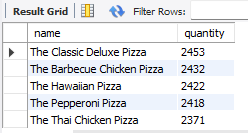 Result Grid Filter Rows:
name quantity
The Classic Deluxe Pizza 2453
The Barbecue Chicken Pizza 2432
The Hawaiian Pizza 2422
The Pepperoni Pizza 2418
The Thai Chicken Pizza 2371